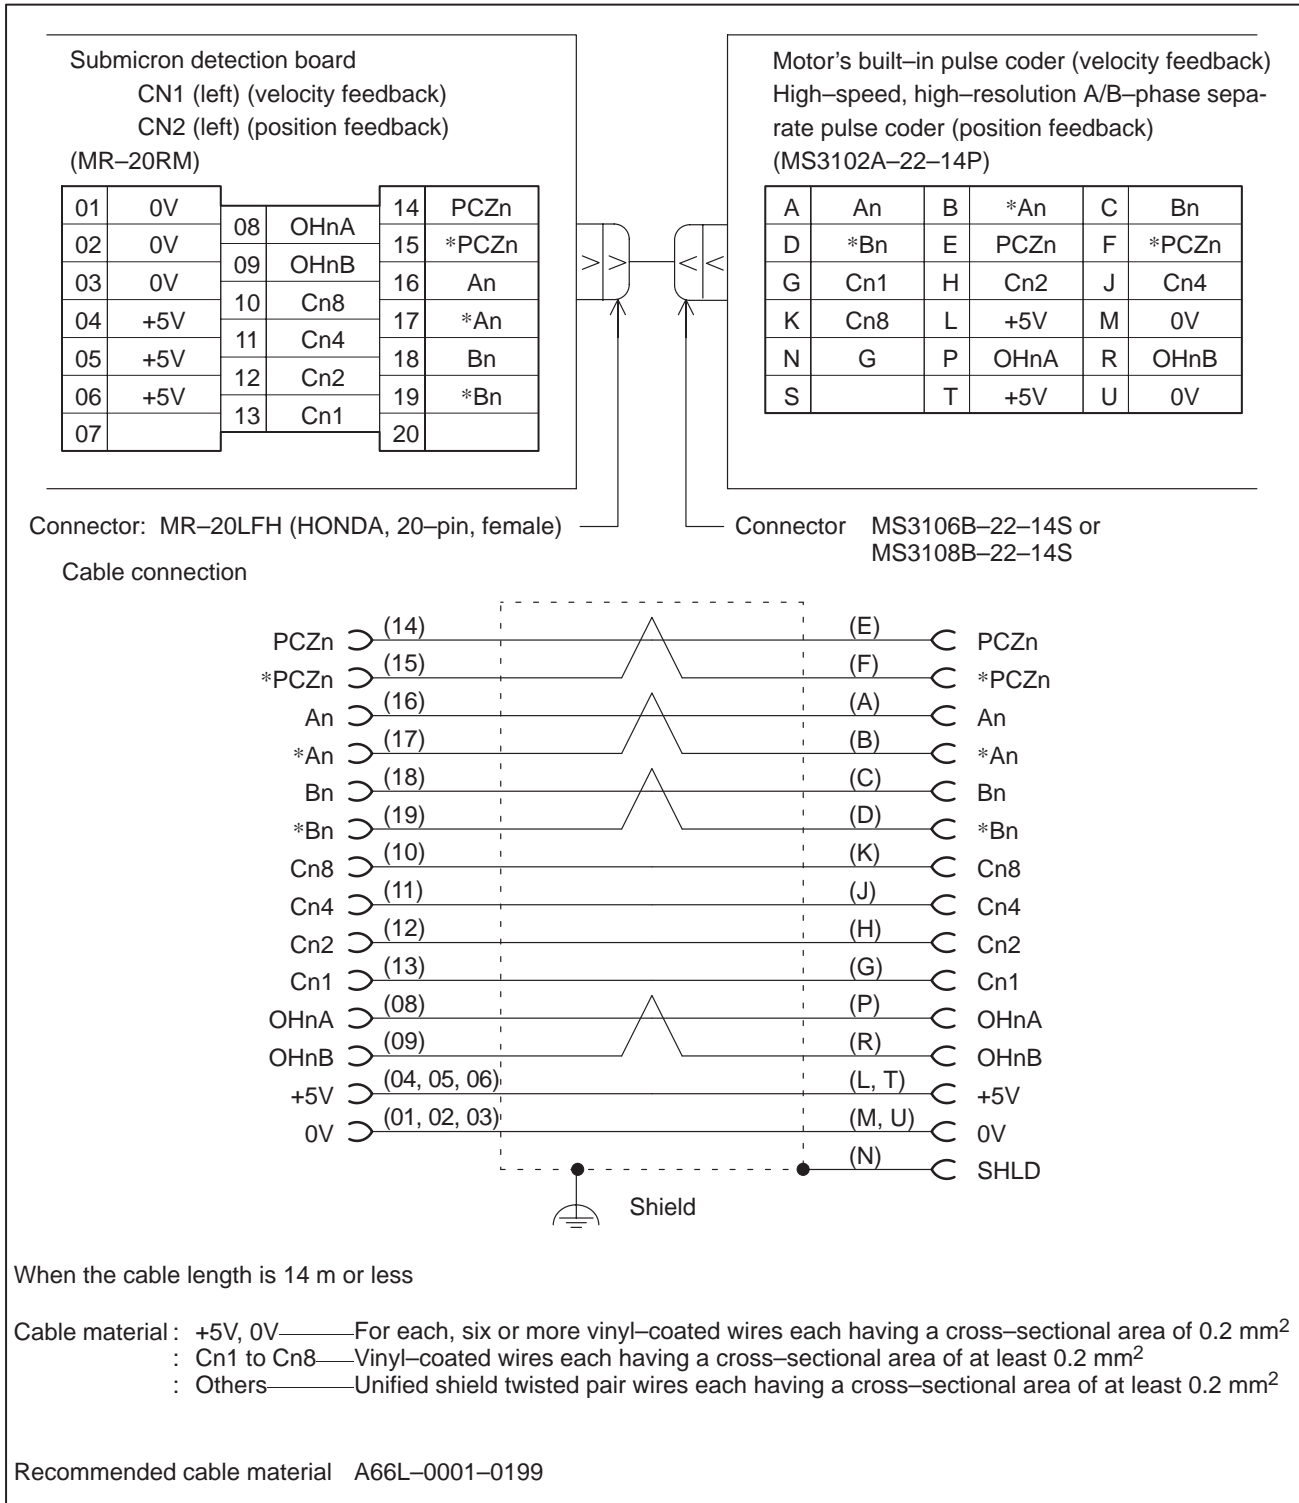 Submicron detection board
CN1 (left) (velocity feedback)
CN2 (left) (position feedback)
(MR–20RM)
01 0V
02 0V
03 0V
04 +5V
05 +5V
06 +5V
07
08 OHnA
09 OHnB
10 Cn8
11 Cn4
12 Cn2
13 Cn1
14 PCZn
15 *PCZn
16 An
17 *An
18 Bn
19 *Bn
20
Motor's built–in pulse coder (velocity feedback)
High–speed, high–resolution A/B–phase sepa-
rate pulse coder (position feedback)
(MS3102A–22–14P)
A An B *An C Bn
D *Bn E PCZn F *PCZn
G Cn1 H Cn2 J Cn4
K Cn8 L +5V M 0V
N G P OHnA R OHnB
S T +5V U 0V
Connector: MR–20LFH (HONDA, 20–pin, female)
Connector MS3106B–22–14S or
MS3108B–22–14S
Cable connection
PCZn (14) (E) PCZn
*PCZn (15) (F) *PCZn
An (16) (A) An
*An (17) (B) *An
Bn (18) (C) Bn
*Bn (19) (D) *Bn
Cn8 (10) (K) Cn8
Cn4 (11) (J) Cn4
Cn2 (12) (H) Cn2
Cn1 (13) (G) Cn1
OHnA (08) (P) OHnA
OHnB (09) (R) OHnB
+5V (04, 05, 06) (L, T) +5V
0V (01, 02, 03) (M, U) 0V
(N) SHLD
Shield
When the cable length is 14 m or less
Cable material : +5V, 0V For each, six or more vinyl–coated wires each having a cross–sectional area of 0.2 mm²
: Cn1 to Cn8 Vinyl–coated wires each having a cross–sectional area of at least 0.2 mm²
: Others Unified shield twisted pair wires each having a cross–sectional area of at least 0.2 mm²
Recommended cable material A66L–0001–0199